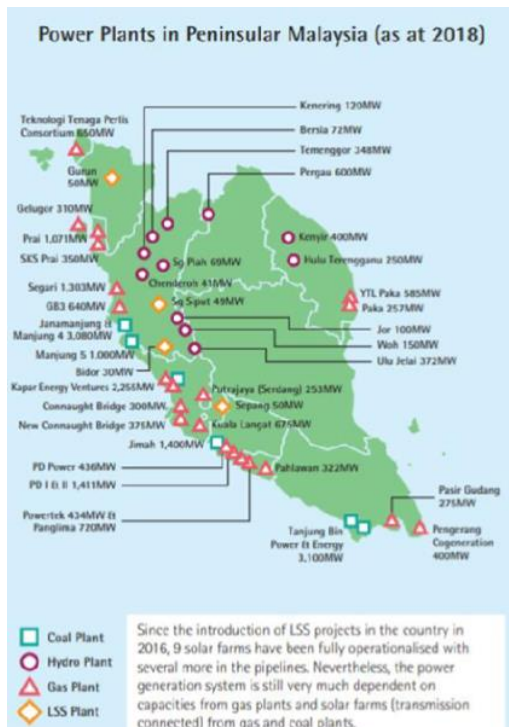 Power Plants in Peninsular Malaysia (as at 2018)
Kenering 120MW
Bersia 72MW
Temenggor 348MW
Pergau 600MW
Teknologi Tenaga Perlis
Consortium 650MW
Gurun
50MW
Geluger 310MW
Prai 1,071MW
SKS Prai 350MW
Kenyir 400MW
Hulu Terengganu 250MW
Sg Piah 69MW
Chenderoh 41MW
Segari 1.303MW
GB3 640MW
Sg Siput 49MW
YTL Paka 585MW
Paka 257MW
Janamanjung &
Manjung 4 3,080MW
Manjung 5 1.000MW
Jor 100MW
Woh 150MW
Ulu Jelai 372MW
Bidor 30MW
Kapar Energy Ventures 2,255MW
Putrajaya (Serdang) 253MW
Connaught Bridge 300MW
Sepang 50MW
New Connaught Bridge 375MW
Kuala Langat 675MW
Jimah 1,400MW
PD Power 436MW
PD I & II 1,411MW
Pahlawan 322MW
Powertek 434MW &
Panglima 720MW
Pasir Gudang
275MW
Tanjung Bin
Power & Energy
3,100MW
Pengerang
Cogeneration
400MW
Coal Plant
Hydro Plant
Gas Plant
LSS Plant
Since the introduction of LSS projects in the country in
2016, 9 solar farms have been fully operationalised with
several more in the pipelines. Nevertheless, the power
generation system is still very much dependent on
capacities from gas plants and solar farms (transmission
connected) from gas and coal plants.